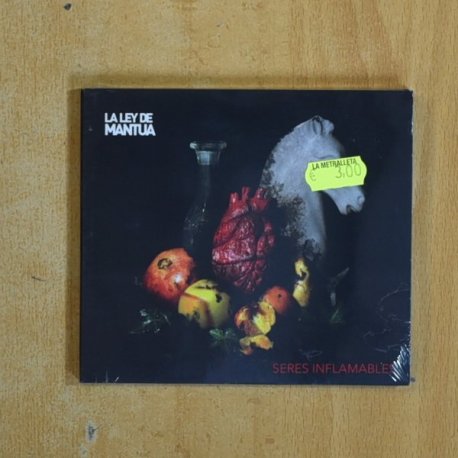 LA LEY DE
MANTUA
LA METRALLETA
€ 3,00
SERES INFLAMABLES